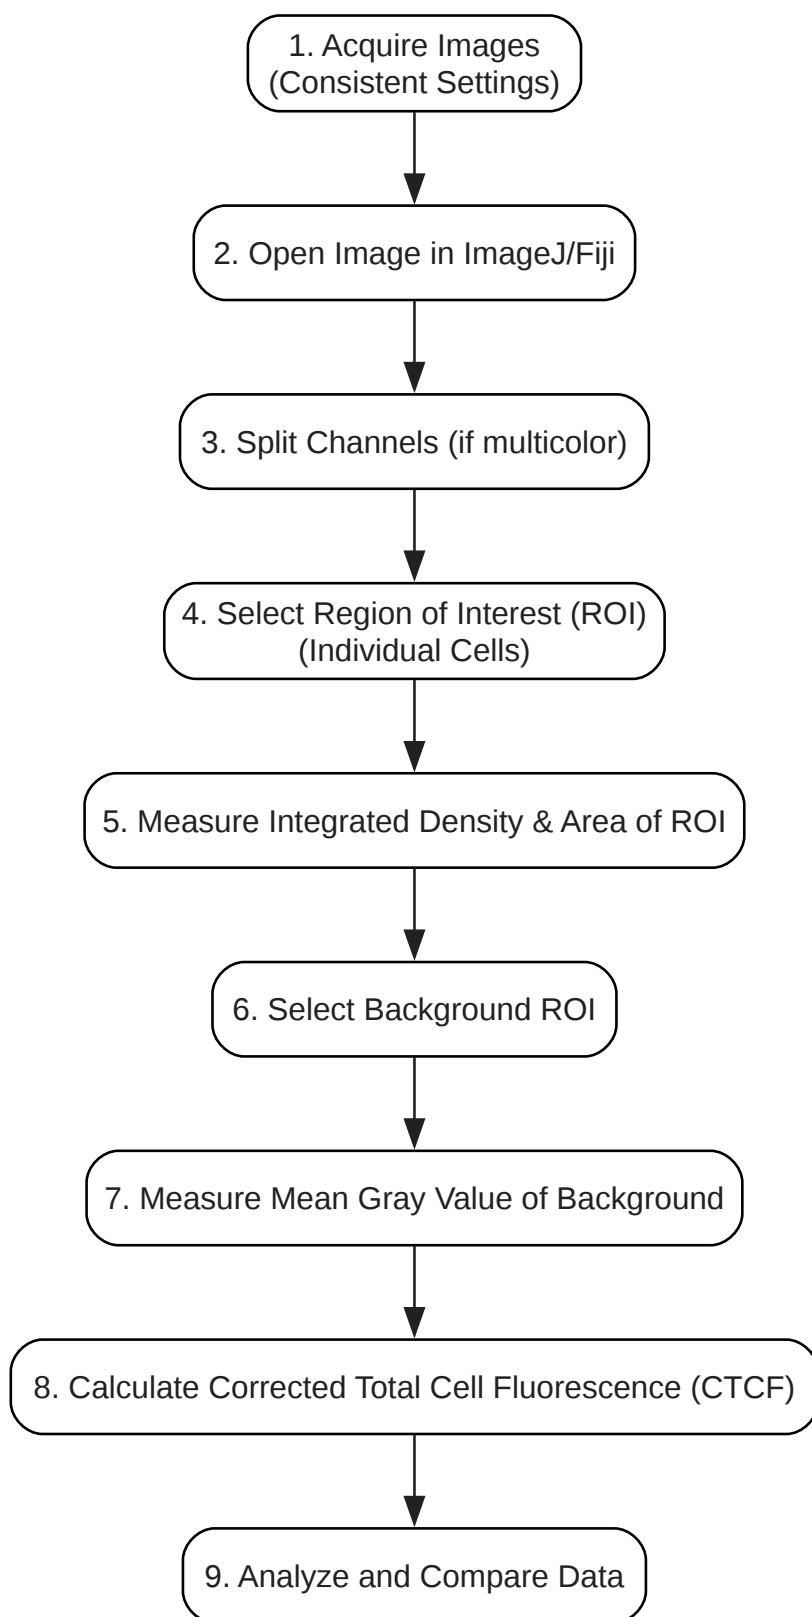 1. Acquire Images
(Consistent Settings)
2. Open Image in ImageJ/Fiji
3. Split Channels (if multicolor)
4. Select Region of Interest (ROI)
(Individual Cells)
5. Measure Integrated Density & Area of ROI
6. Select Background ROI
7. Measure Mean Gray Value of Background
8. Calculate Corrected Total Cell Fluorescence (CTCF)
9. Analyze and Compare Data